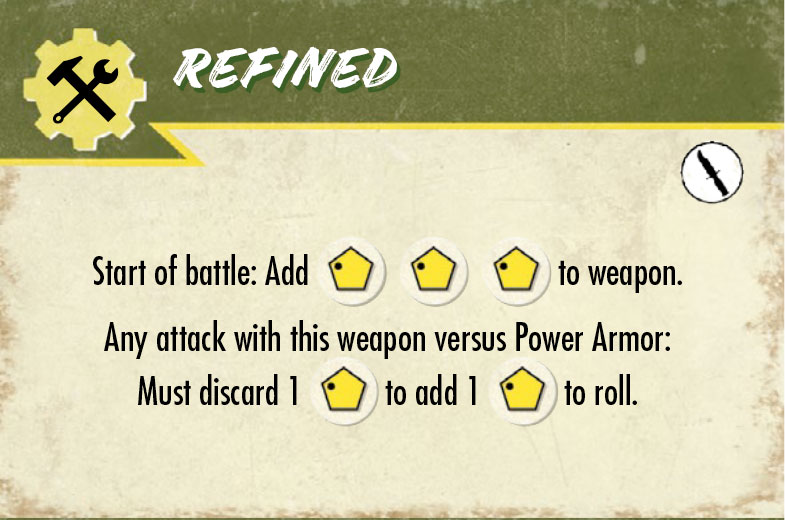 REFINED
Start of battle: Add to weapon.
Any attack with this weapon versus Power Armor:
Must discard 1 to add 1 to roll.